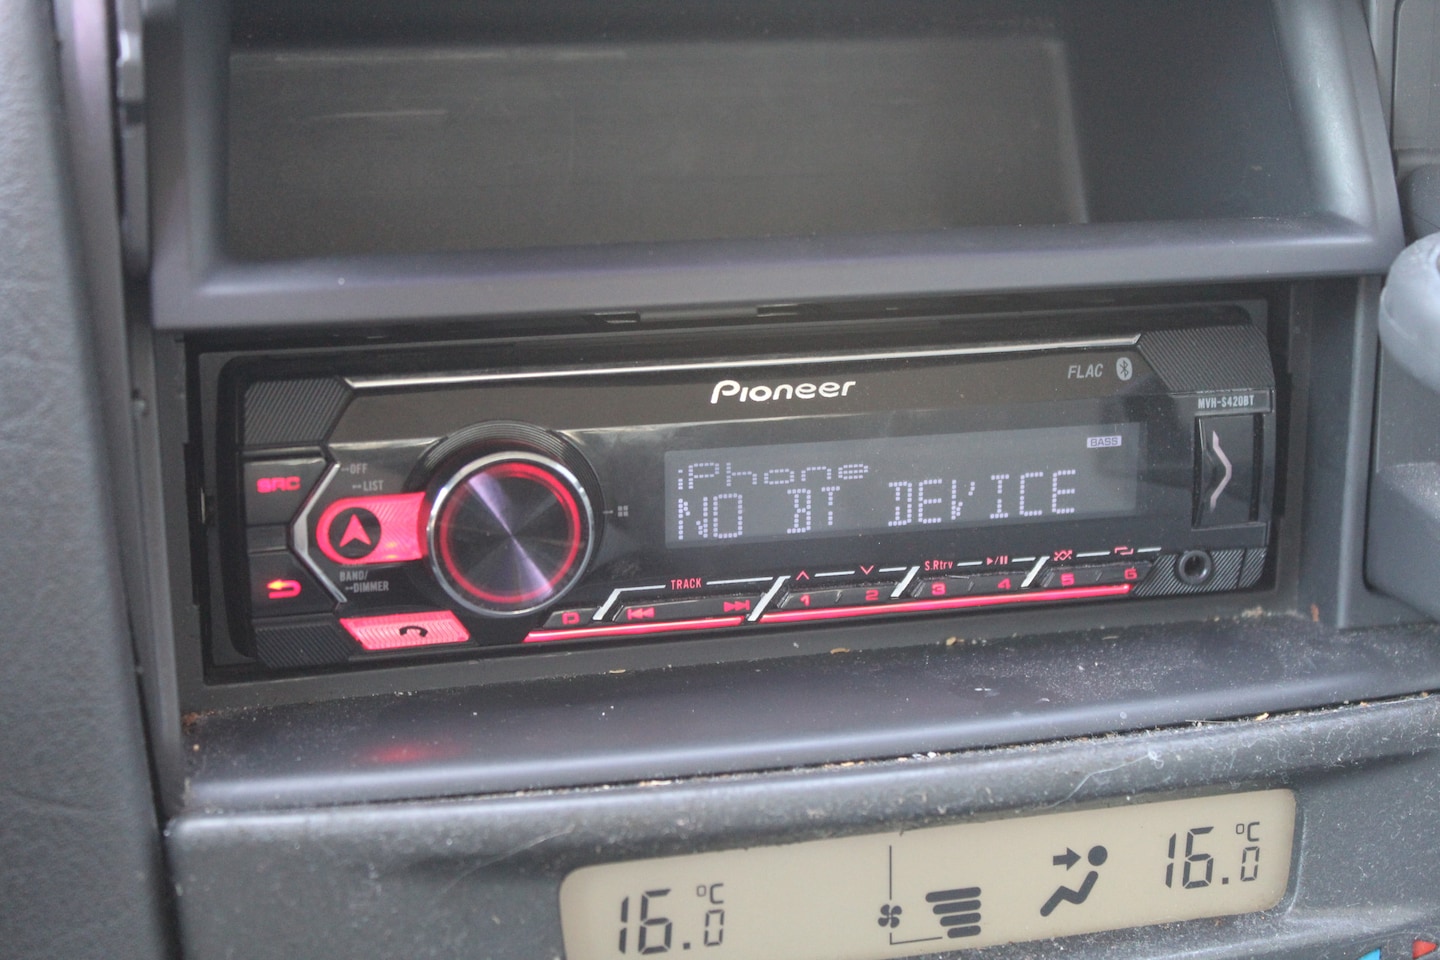 Pioneer
FLAC
MVH-S420BT
BASS
iPhone
NO BT DEVICE
SRC
OFF
LIST
BAND/
DIMMER
TRACK
S.Rtrv
D
1 2 3 4 5 6
16.0 °C
16.0 °C